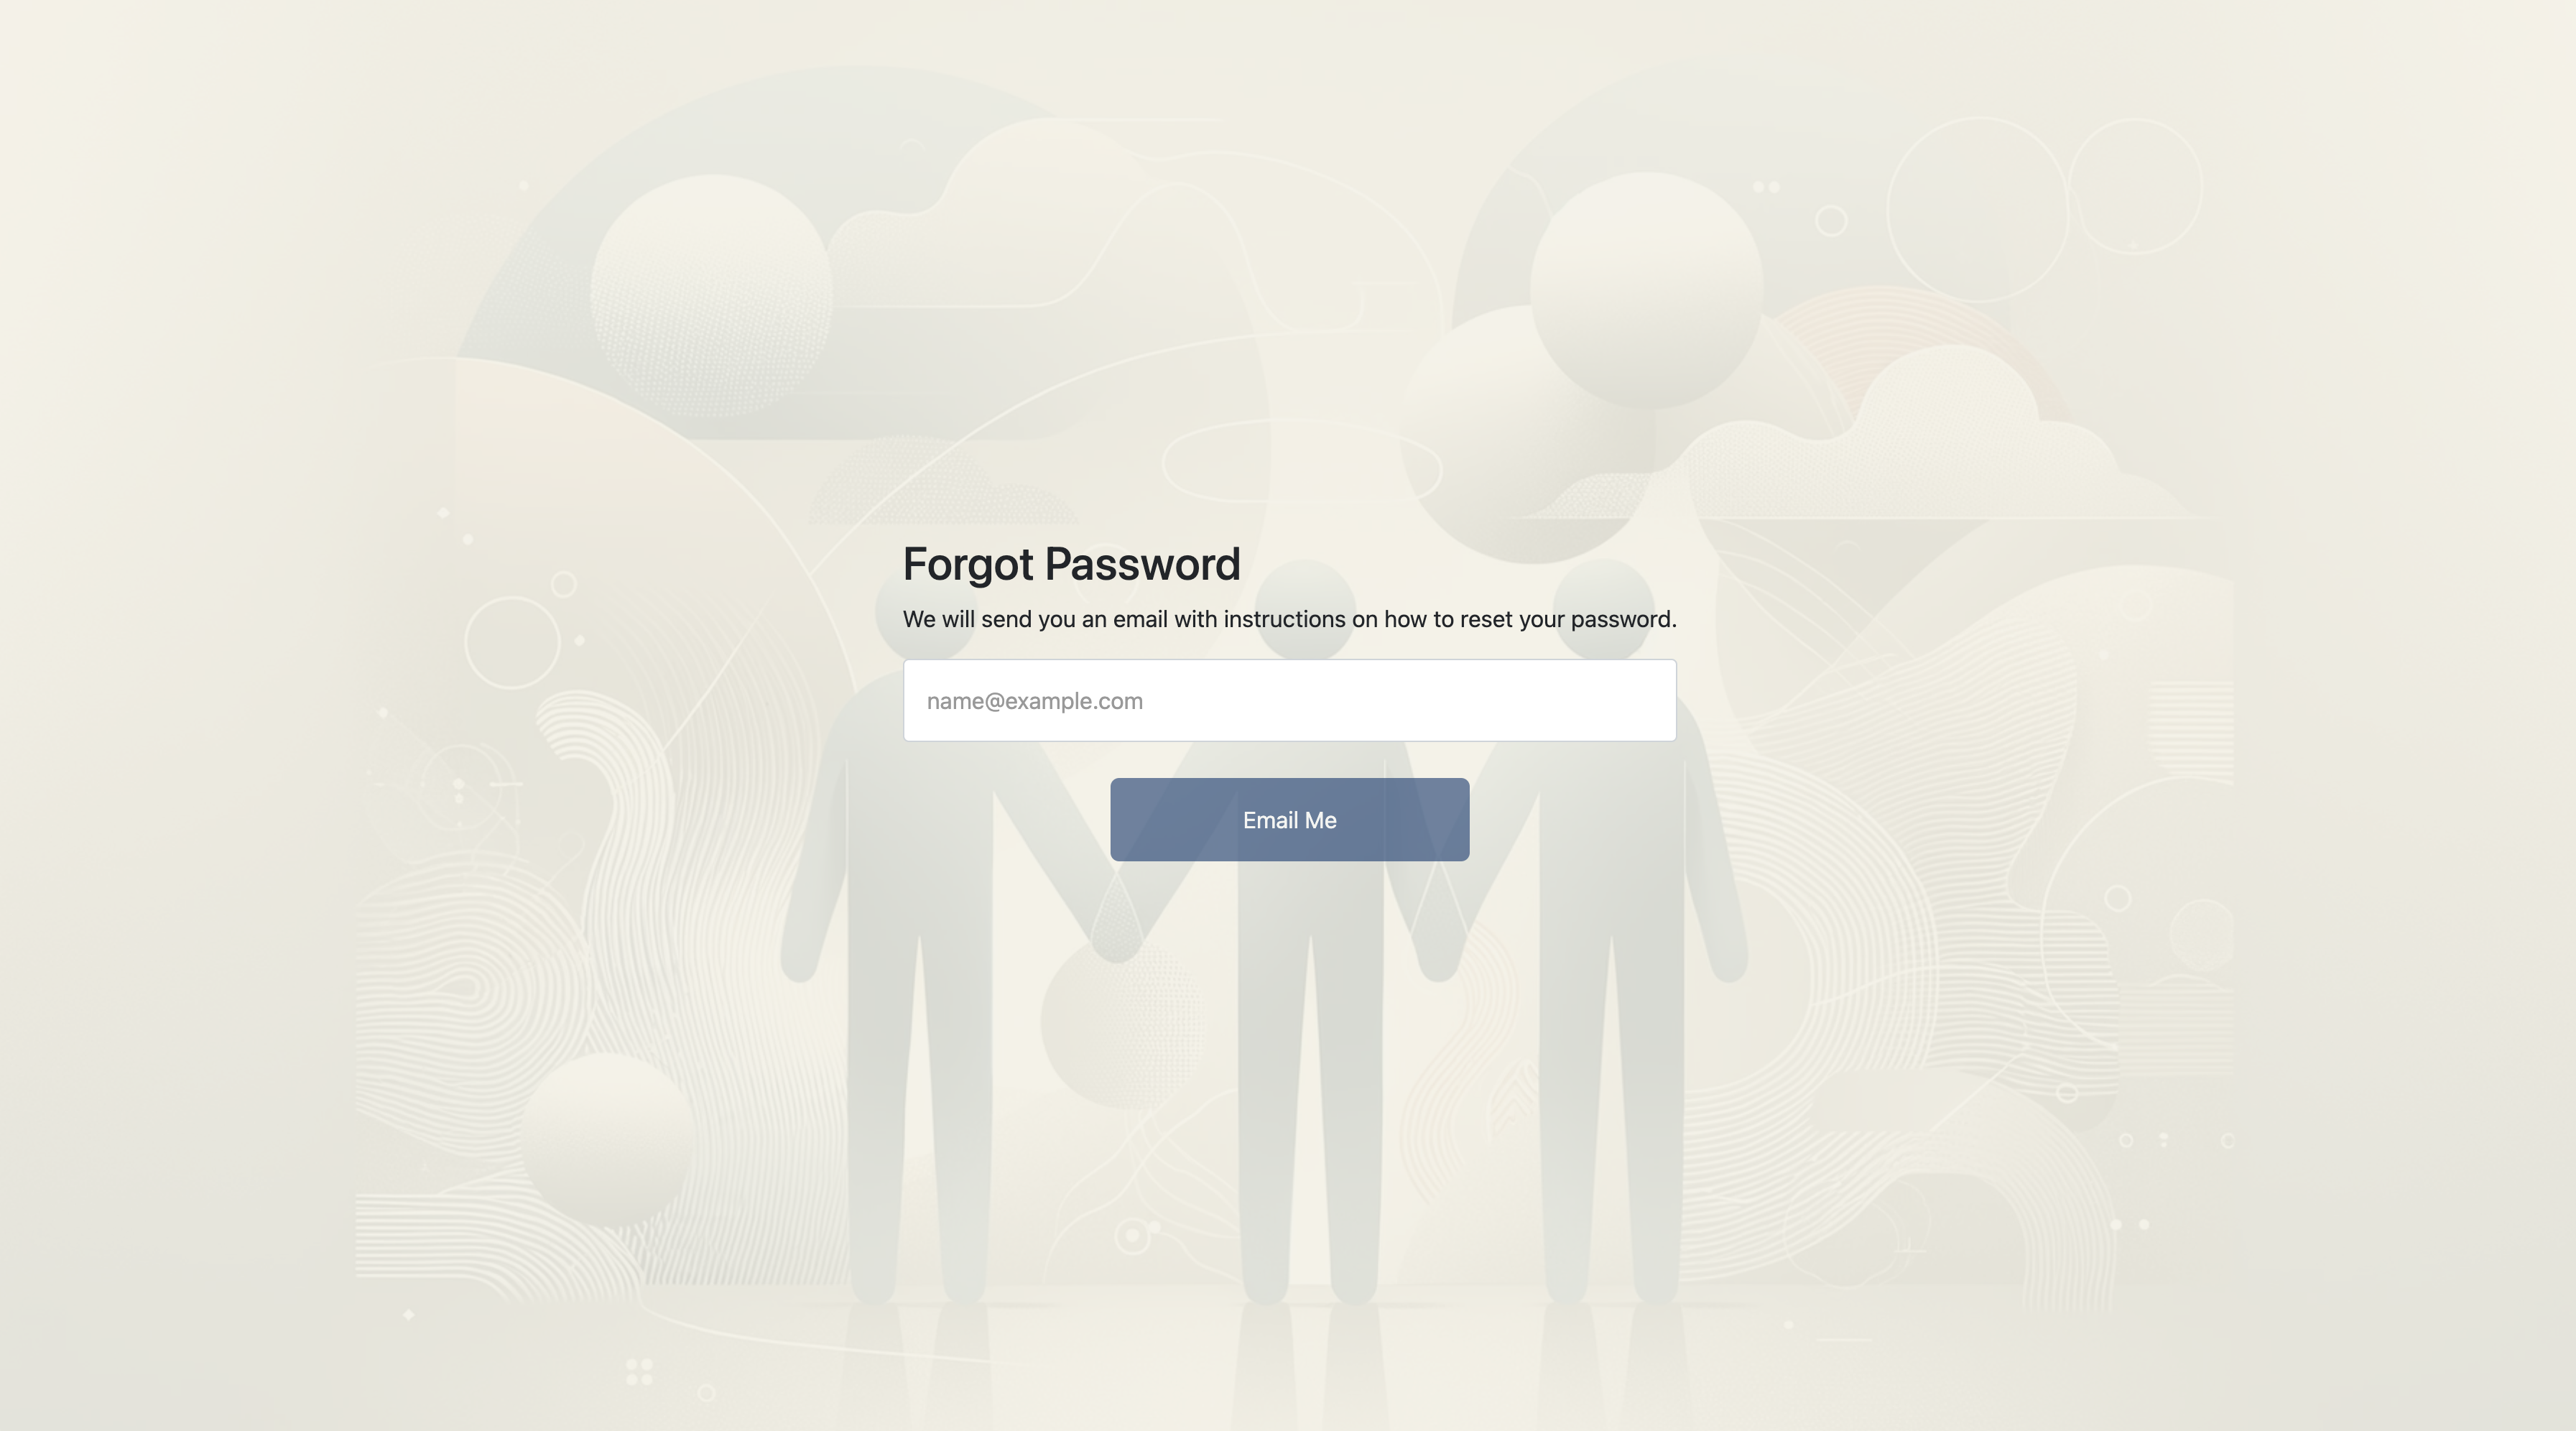 Forgot Password
We will send you an email with instructions on how to reset your password.
name@example.com
Email Me